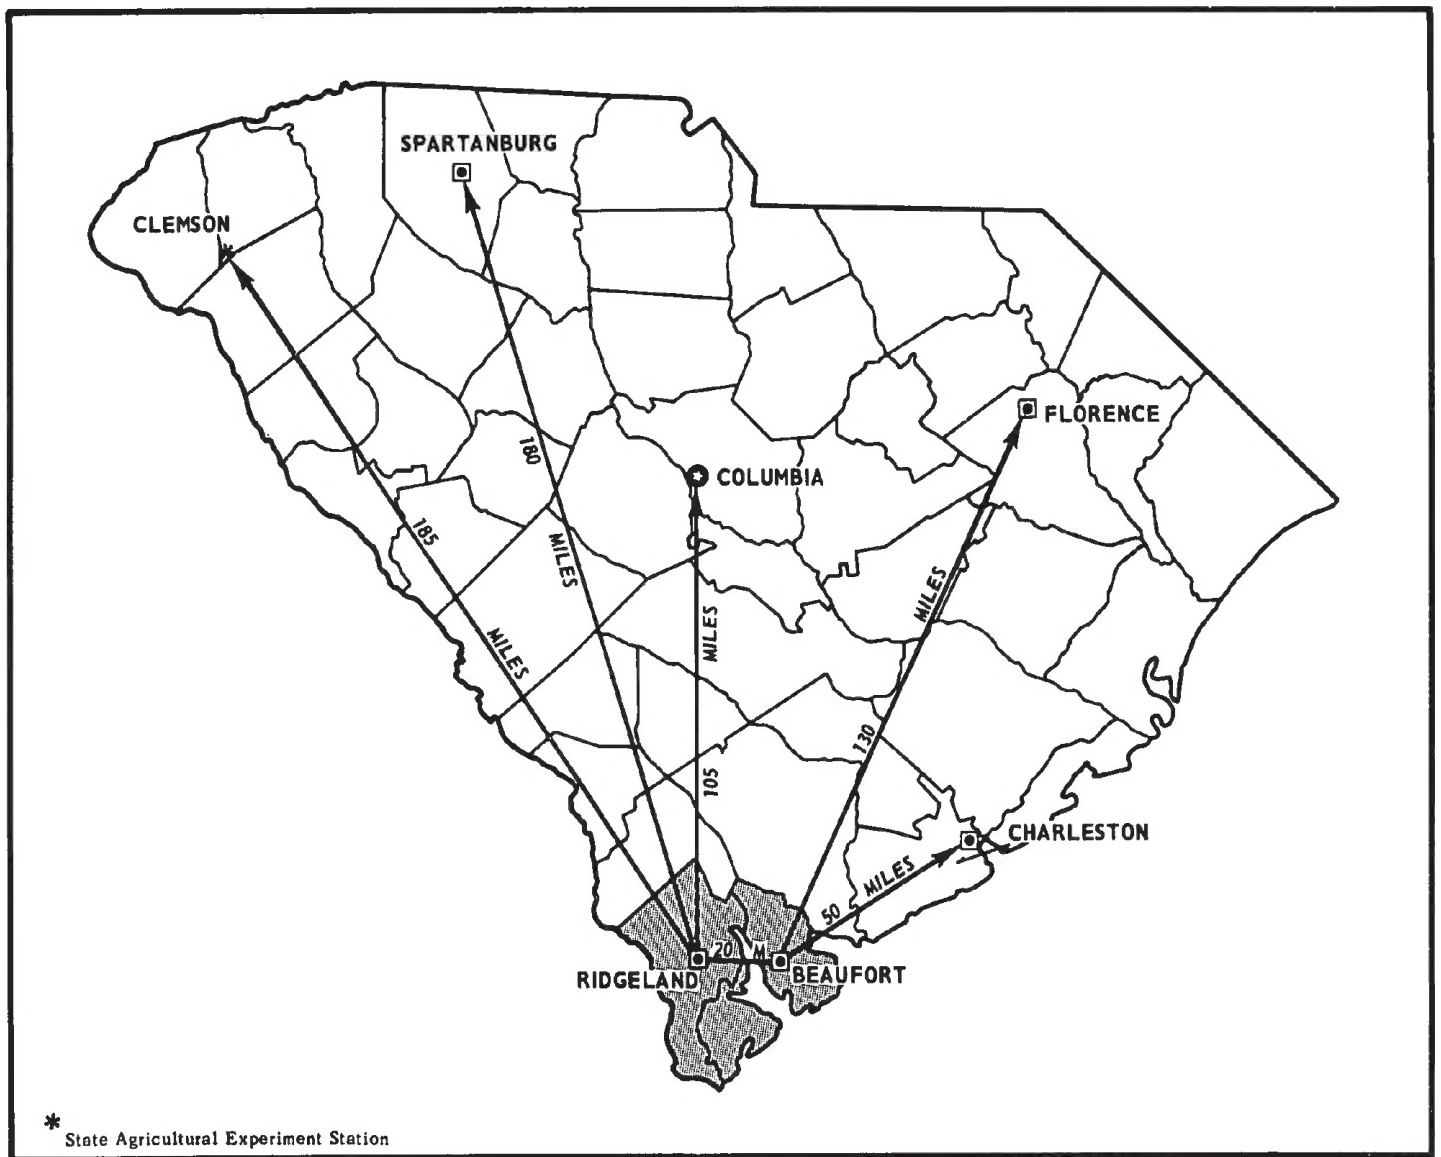 SPARTANBURG
CLEMSON
*
FLORENCE
COLUMBIA
180
MILES
185
MILES
MILES
105
MILES
130
CHARLESTON
MILES
50
20 M
RIDGELAND
BEAUFORT
* State Agricultural Experiment Station